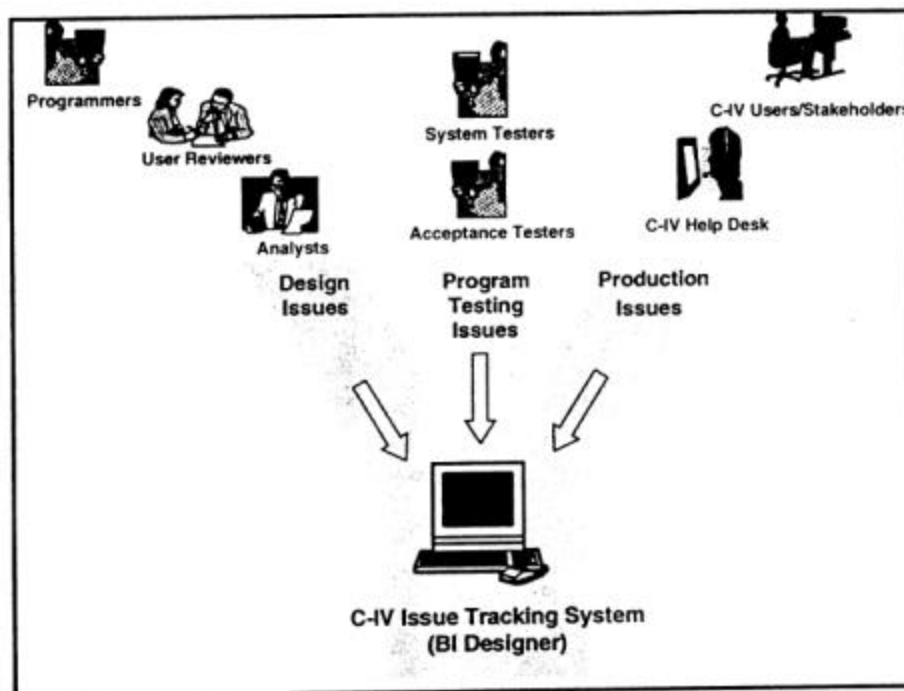 Programmers
User Reviewers
Analysts
Design
Issues
System Testers
Acceptance Testers
Program
Testing
Issues
C-IV Users/Stakeholders
C-IV Help Desk
Production
Issues
C-IV Issue Tracking System
(BI Designer)